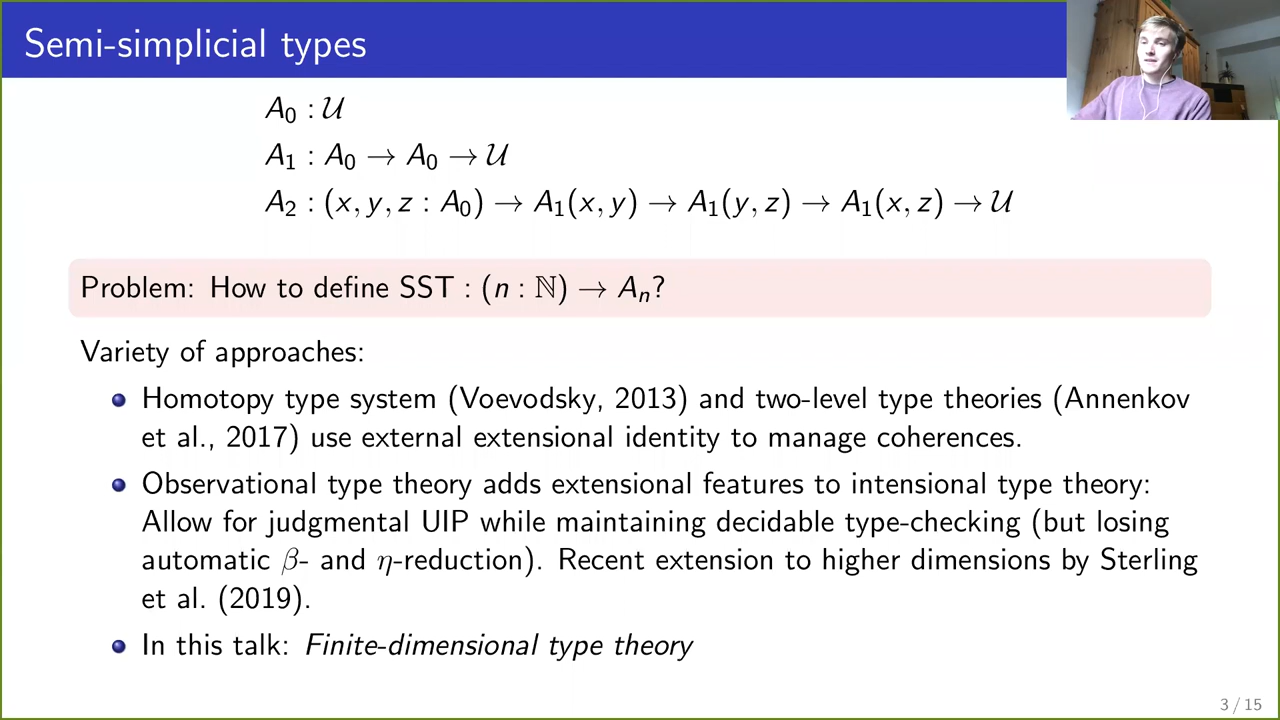 Semi-simplicial types
A₀ : 𝒰
A₁ : A₀ → A₀ → 𝒰
A₂ : (x, y, z : A₀) → A₁(x, y) → A₁(y, z) → A₁(x, z) → 𝒰
Problem: How to define SST : (n : ℕ) → Aₙ?
Variety of approaches:
Homotopy type system (Voevodsky, 2013) and two-level type theories (Annenkov
et al., 2017) use external extensional identity to manage coherences.
Observational type theory adds extensional features to intensional type theory:
Allow for judgmental UIP while maintaining decidable type-checking (but losing
automatic β- and η-reduction). Recent extension to higher dimensions by Sterling
et al. (2019).
In this talk: Finite-dimensional type theory
3 / 15